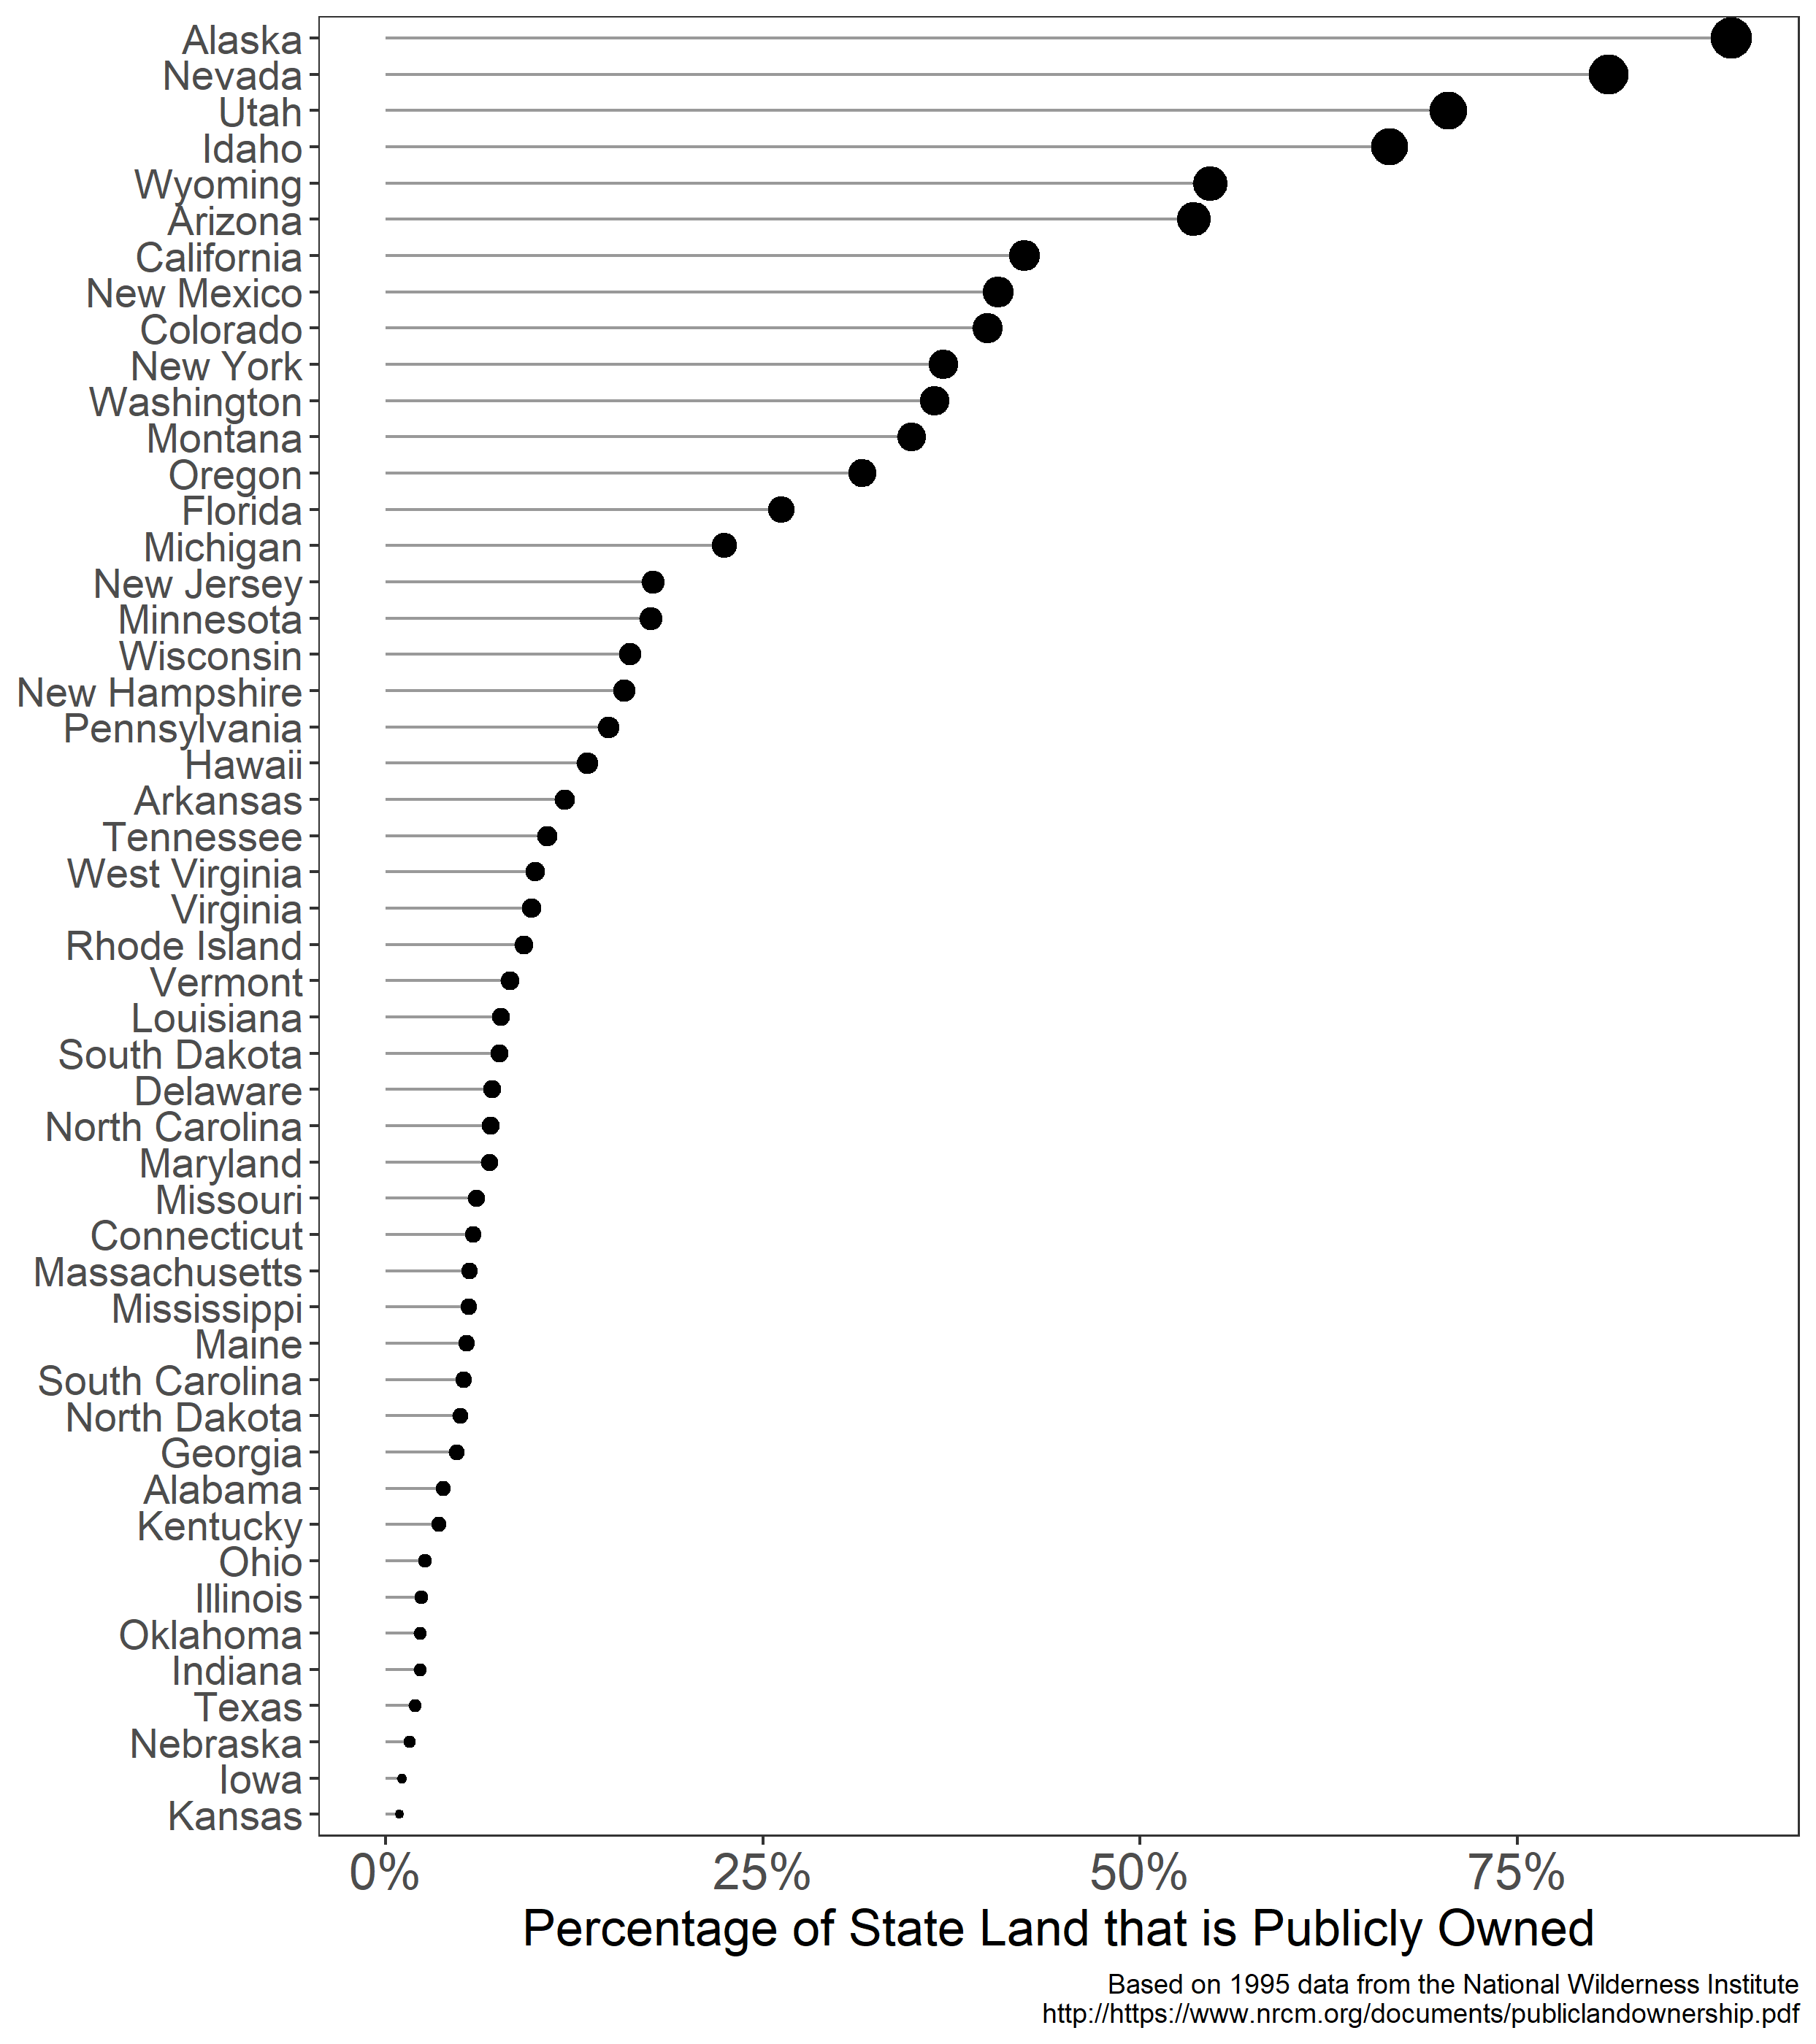 Alaska
Nevada
Utah
Idaho
Wyoming
Arizona
California
New Mexico
Colorado
New York
Washington
Montana
Oregon
Florida
Michigan
New Jersey
Minnesota
Wisconsin
New Hampshire
Pennsylvania
Hawaii
Arkansas
Tennessee
West Virginia
Virginia
Rhode Island
Vermont
Louisiana
South Dakota
Delaware
North Carolina
Maryland
Missouri
Connecticut
Massachusetts
Mississippi
Maine
South Carolina
North Dakota
Georgia
Alabama
Kentucky
Ohio
Illinois
Oklahoma
Indiana
Texas
Nebraska
Iowa
Kansas
0% 25% 50% 75%
Percentage of State Land that is Publicly Owned
Based on 1995 data from the National Wilderness Institute
http://https://www.nrcm.org/documents/publiclandownership.pdf